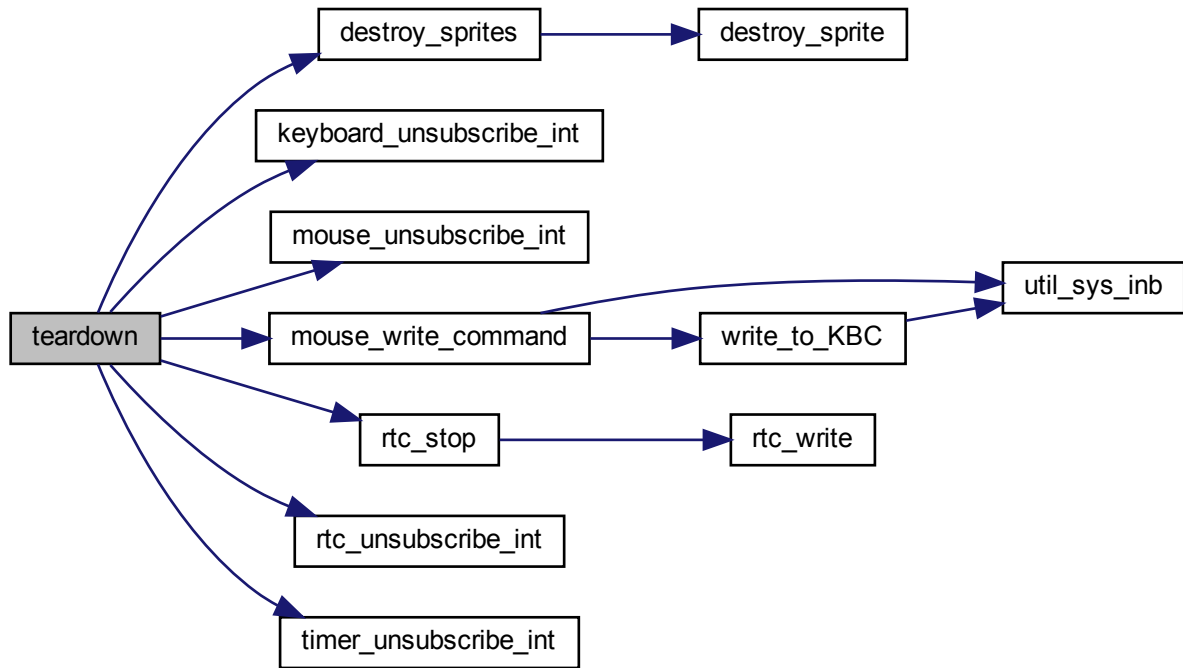 destroy_sprites
destroy_sprite
keyboard_unsubscribe_int
mouse_unsubscribe_int
util_sys_inb
teardown
mouse_write_command
write_to_KBC
rtc_stop
rtc_write
rtc_unsubscribe_int
timer_unsubscribe_int